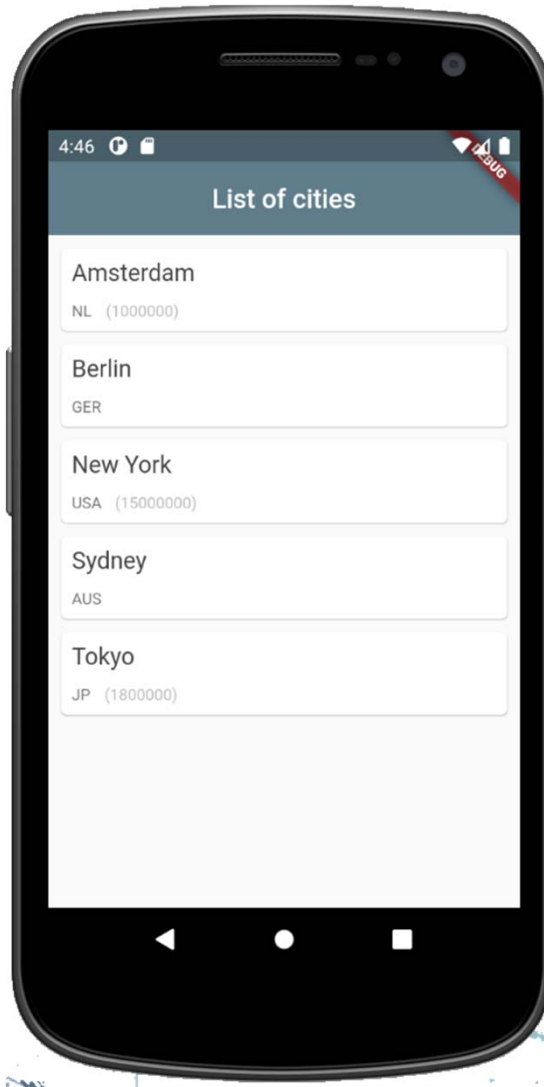 4:46
DEBUG
List of cities
Amsterdam
NL (1000000)
Berlin
GER
New York
USA (15000000)
Sydney
AUS
Tokyo
JP (1800000)